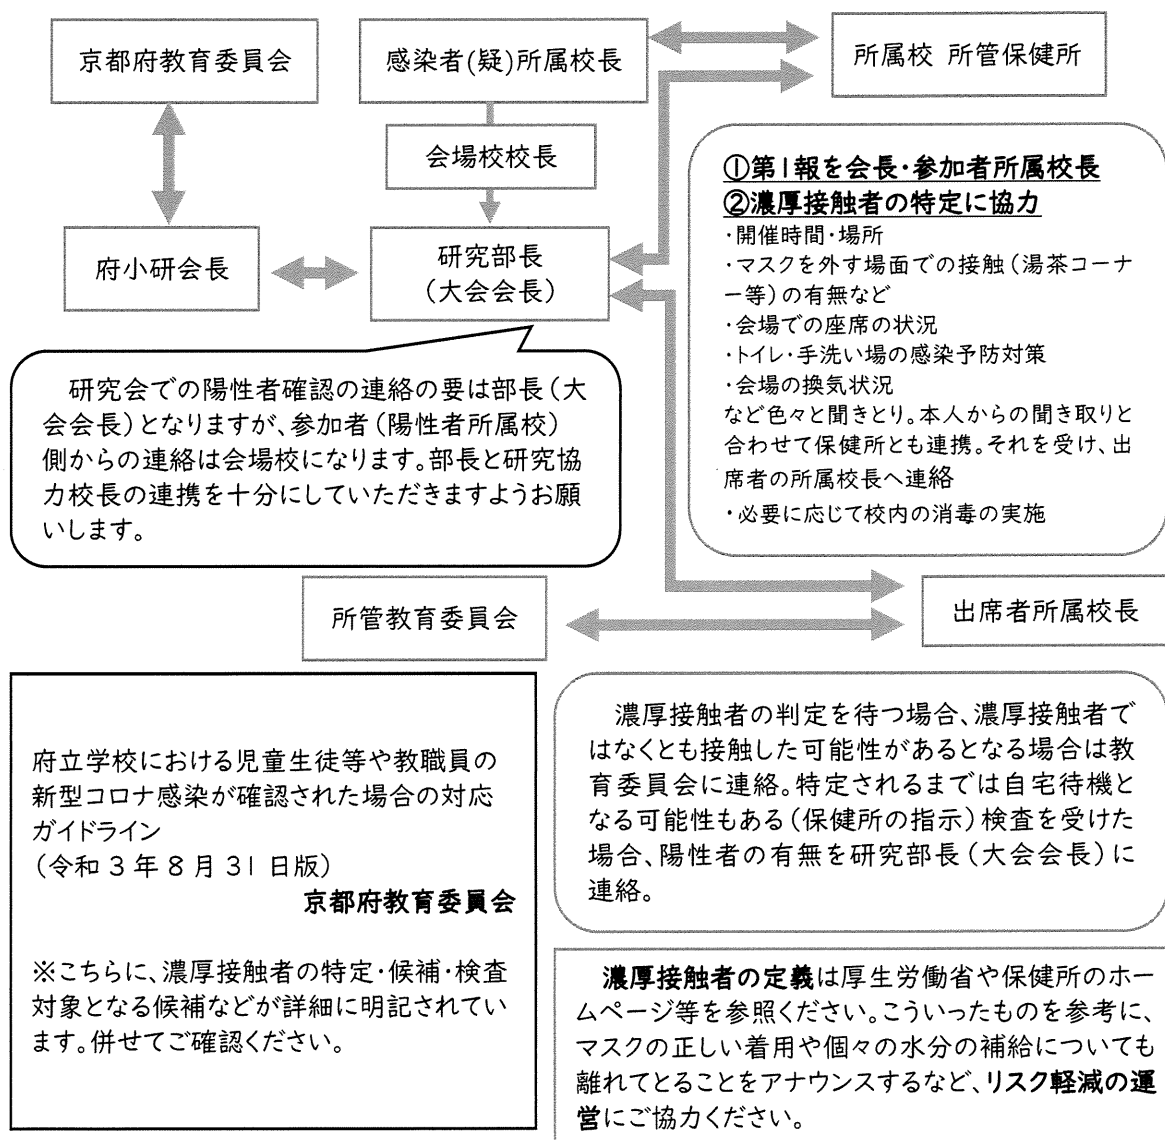 京都府教育委員会
感染者(疑)所属校長
所属校 所管保健所
会場校校長
府小研会長
研究部長
(大会会長)
①第1報を会長・参加者所属校長
②濃厚接触者の特定に協力
・開催時間・場所
・マスクを外す場面での接触(湯茶コーナ
ー等)の有無など
・会場での座席の状況
・トイレ・手洗い場の感染予防対策
・会場の換気状況
など色々と聞きとり。本人からの聞き取りと
合わせて保健所とも連携。それを受け、出
席者の所属校長へ連絡
・必要に応じて校内の消毒の実施
研究会での陽性者確認の連絡の要は部長(大
会会長)となりますが、参加者(陽性者所属校)
側からの連絡は会場校になります。部長と研究協
力校長の連携を十分にしていただきますようお願
いします。
所管教育委員会
出席者所属校長
府立学校における児童生徒等や教職員の
新型コロナ感染が確認された場合の対応
ガイドライン
(令和3年8月31日版)
京都府教育委員会
※こちらに、濃厚接触者の特定・候補・検査
対象となる候補などが詳細に明記されてい
ます。併せてご確認ください。
濃厚接触者の判定を待つ場合、濃厚接触者で
はなくとも接触した可能性があるとなる場合は教
育委員会に連絡。特定されるまでは自宅待機と
なる可能性もある(保健所の指示)検査を受けた
場合、陽性者の有無を研究部長(大会会長)に
連絡。
濃厚接触者の定義は厚生労働省や保健所のホー
ムページ等を参照ください。こういったものを参考に、
マスクの正しい着用や個々の水分の補給についても
離れてとることをアナウンスするなど、リスク軽減の運
営にご協力ください。